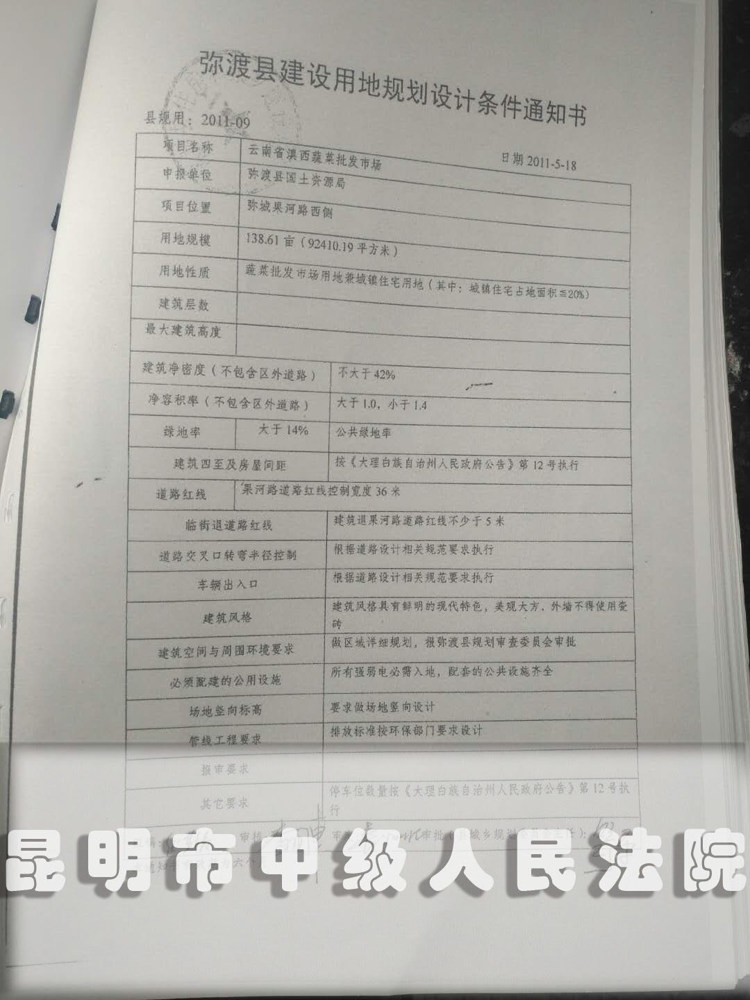 弥渡县建设用地规划设计条件通知书
县规用：2011-09
日期 2011-5-18
项目名称 云南省滇西蔬菜批发市场
申报单位 弥渡县国土资源局
项目位置 弥城果河路西侧
用地规模 138.61 亩（92410.19 平方米）
用地性质 蔬菜批发市场用地兼城镇住宅用地（其中：城镇住宅占地面积≦20%）
建筑层数
最大建筑高度
建筑净密度（不包含区外道路） 不大于 42%
净容积率（不包含区外道路） 大于 1.0，小于 1.4
绿地率 大于 14% 公共绿地率
建筑四至及房屋间距 按《大理白族自治州人民政府公告》第 12 号执行
道路红线 果河路道路红线控制宽度 36 米
临街退道路红线 建筑退果河路道路红线不少于 5 米
道路交叉口转弯半径控制 根据道路设计相关规范要求执行
车辆出入口 根据道路设计相关规范要求执行
建筑风格 建筑风格具有鲜明的现代特色，美观大方、外墙不得使用瓷
砖
建筑空间与周围环境要求 做区域详细规划，报弥渡县规划审查委员会审批
必须配建的公用设施 所有强弱电必需入地，配套的公共设施齐全
场地竖向标高 要求做场地竖向设计
管线工程要求 排放标准按环保部门要求设计
报审要求
其它要求 停车位数量按《大理白族自治州人民政府公告》第 12 号执
行
审核 审 审批（县城乡规划 主任）：
通知书
昆明市中级人民法院